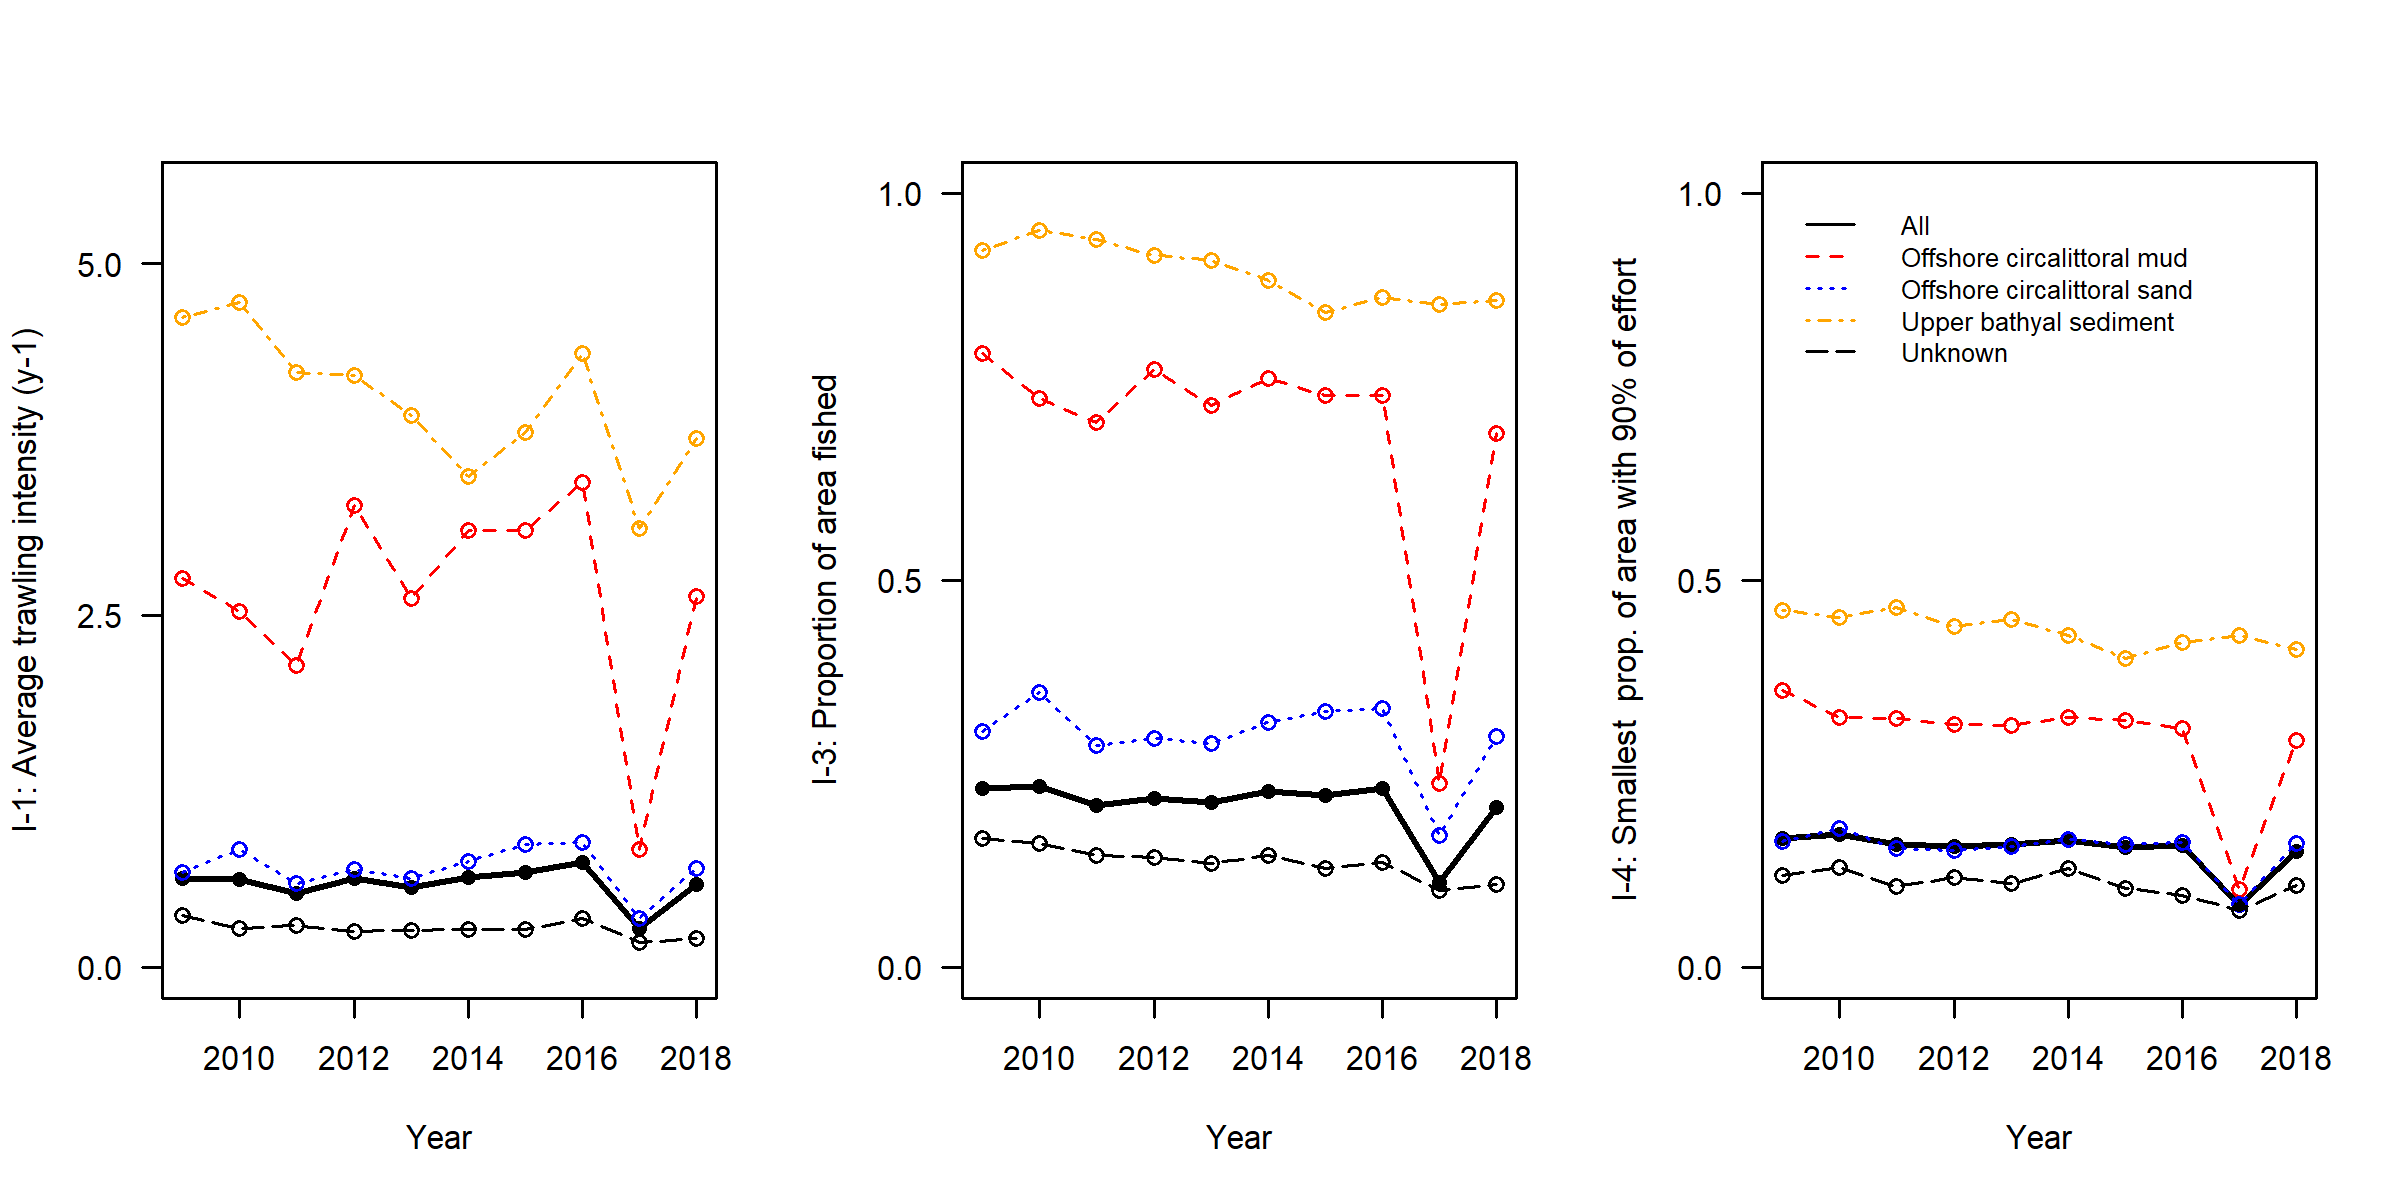 I-1: Average trawling intensity (y-1)
5.0
2.5
0.0
2010 2012 2014 2016 2018
Year
I-3: Proportion of area fished
1.0
0.5
0.0
2010 2012 2014 2016 2018
Year
I-4: Smallest  prop. of area with 90% of effort
1.0
0.5
0.0
All
Offshore circalittoral mud
Offshore circalittoral sand
Upper bathyal sediment
Unknown
2010 2012 2014 2016 2018
Year